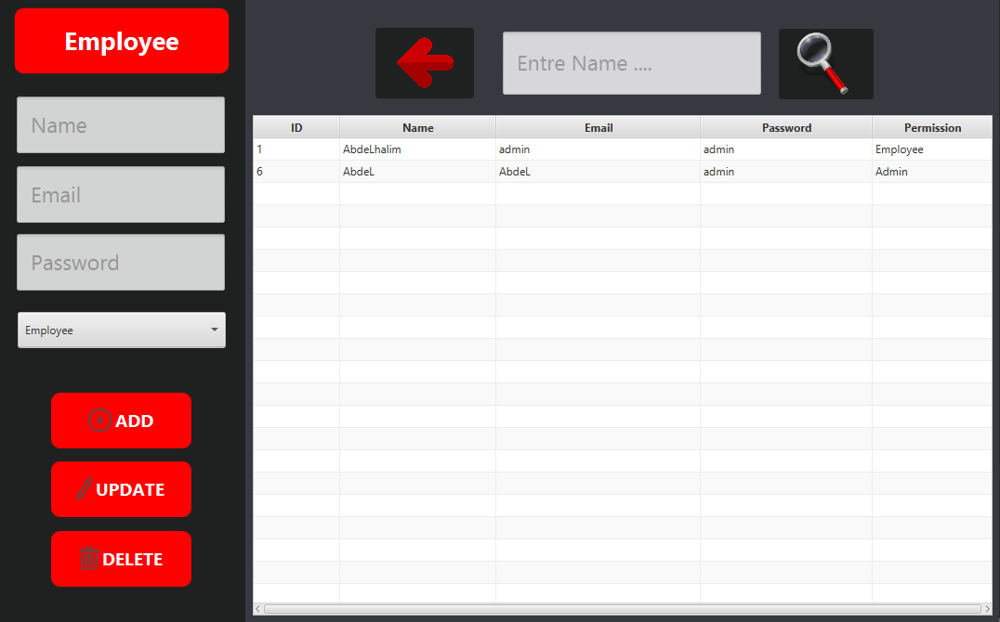 Employee
Name
Email
Password
Employee
ADD
UPDATE
DELETE
Entre Name ....
ID Name Email Password Permission
1 AbdeLhalim admin admin Employee
6 AbdeL AbdeL admin Admin